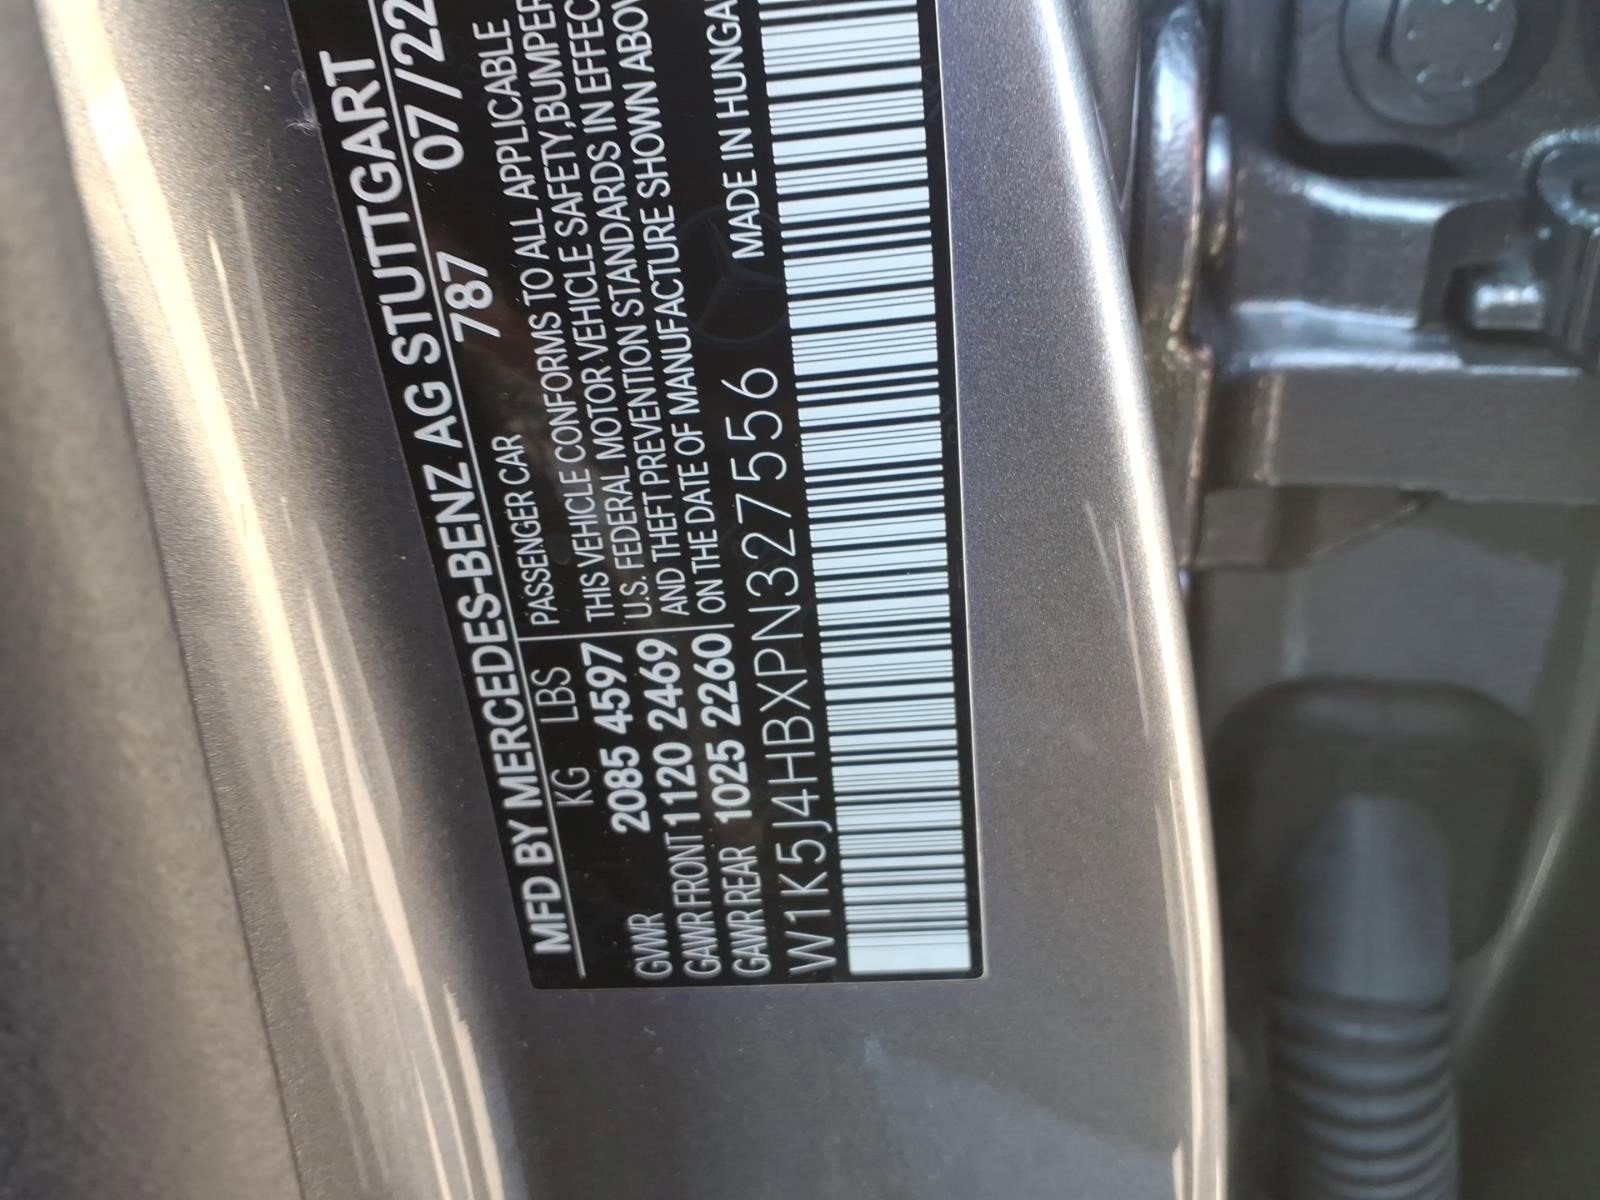 MFD BY MERCEDES-BENZ AG STUTTGART
KG LBS 787 07/22
GVWR 2085 4597
GAWR FRONT 1120 2469
GAWR REAR 1025 2260
PASSENGER CAR
THIS VEHICLE CONFORMS TO ALL APPLICABLE
U.S. FEDERAL MOTOR VEHICLE SAFETY, BUMPER
AND THEFT PREVENTION STANDARDS IN EFFEC
ON THE DATE OF MANUFACTURE SHOWN ABOV
W1K5J4HBXPN327556 MADE IN HUNGA